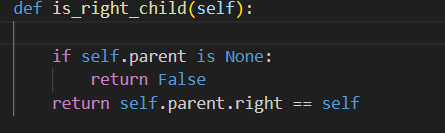 def is_right_child(self):
    if self.parent is None:
        return False
    return self.parent.right == self